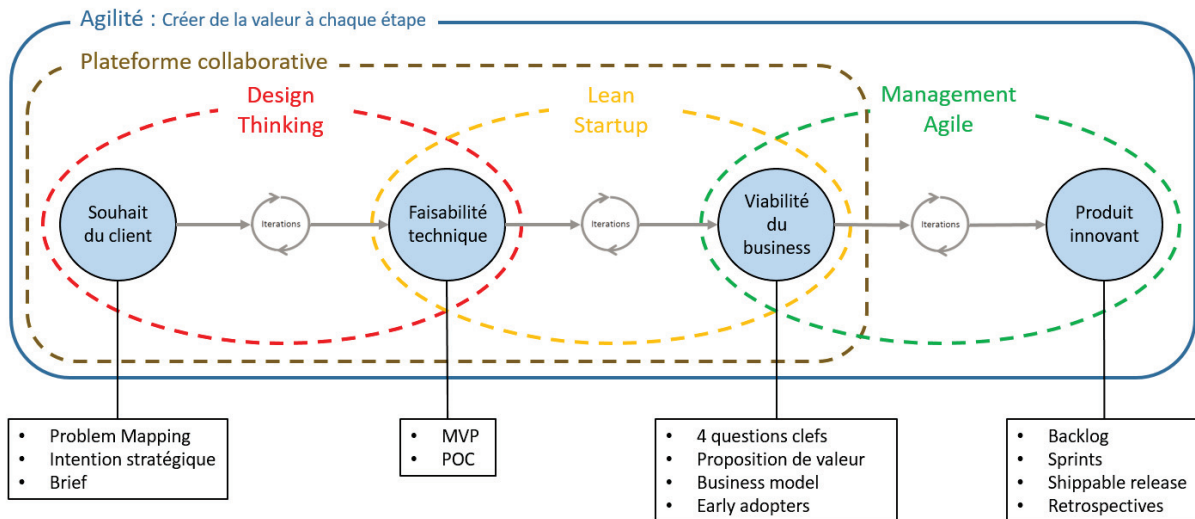 Agilité : Créer de la valeur à chaque étape
Plateforme collaborative
Design
Thinking
Lean
Startup
Management
Agile
Souhait
du client
Iterations
Faisabilité
technique
Iterations
Viabilité
du
business
Iterations
Produit
innovant
• Problem Mapping
• Intention stratégique
• Brief
• MVP
• POC
• 4 questions clefs
• Proposition de valeur
• Business model
• Early adopters
• Backlog
• Sprints
• Shippable release
• Retrospectives